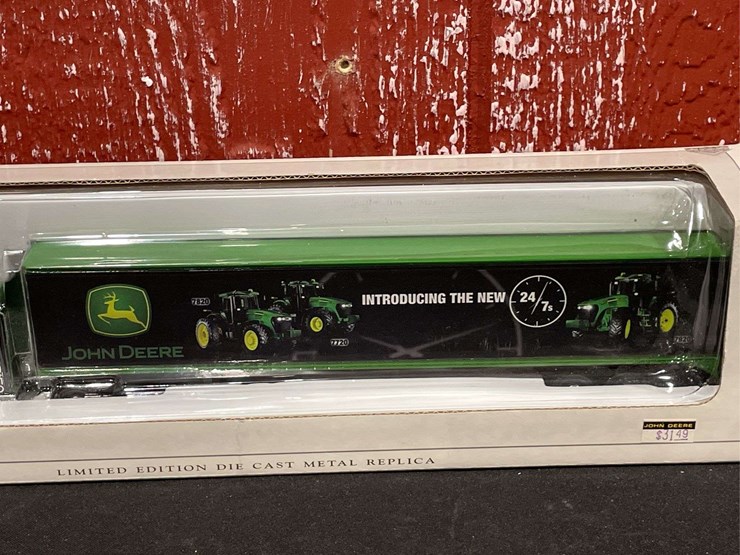 7820
INTRODUCING THE NEW 24/7s
JOHN DEERE
7720
JOHN DEERE
$31.49
LIMITED EDITION DIE CAST METAL REPLICA